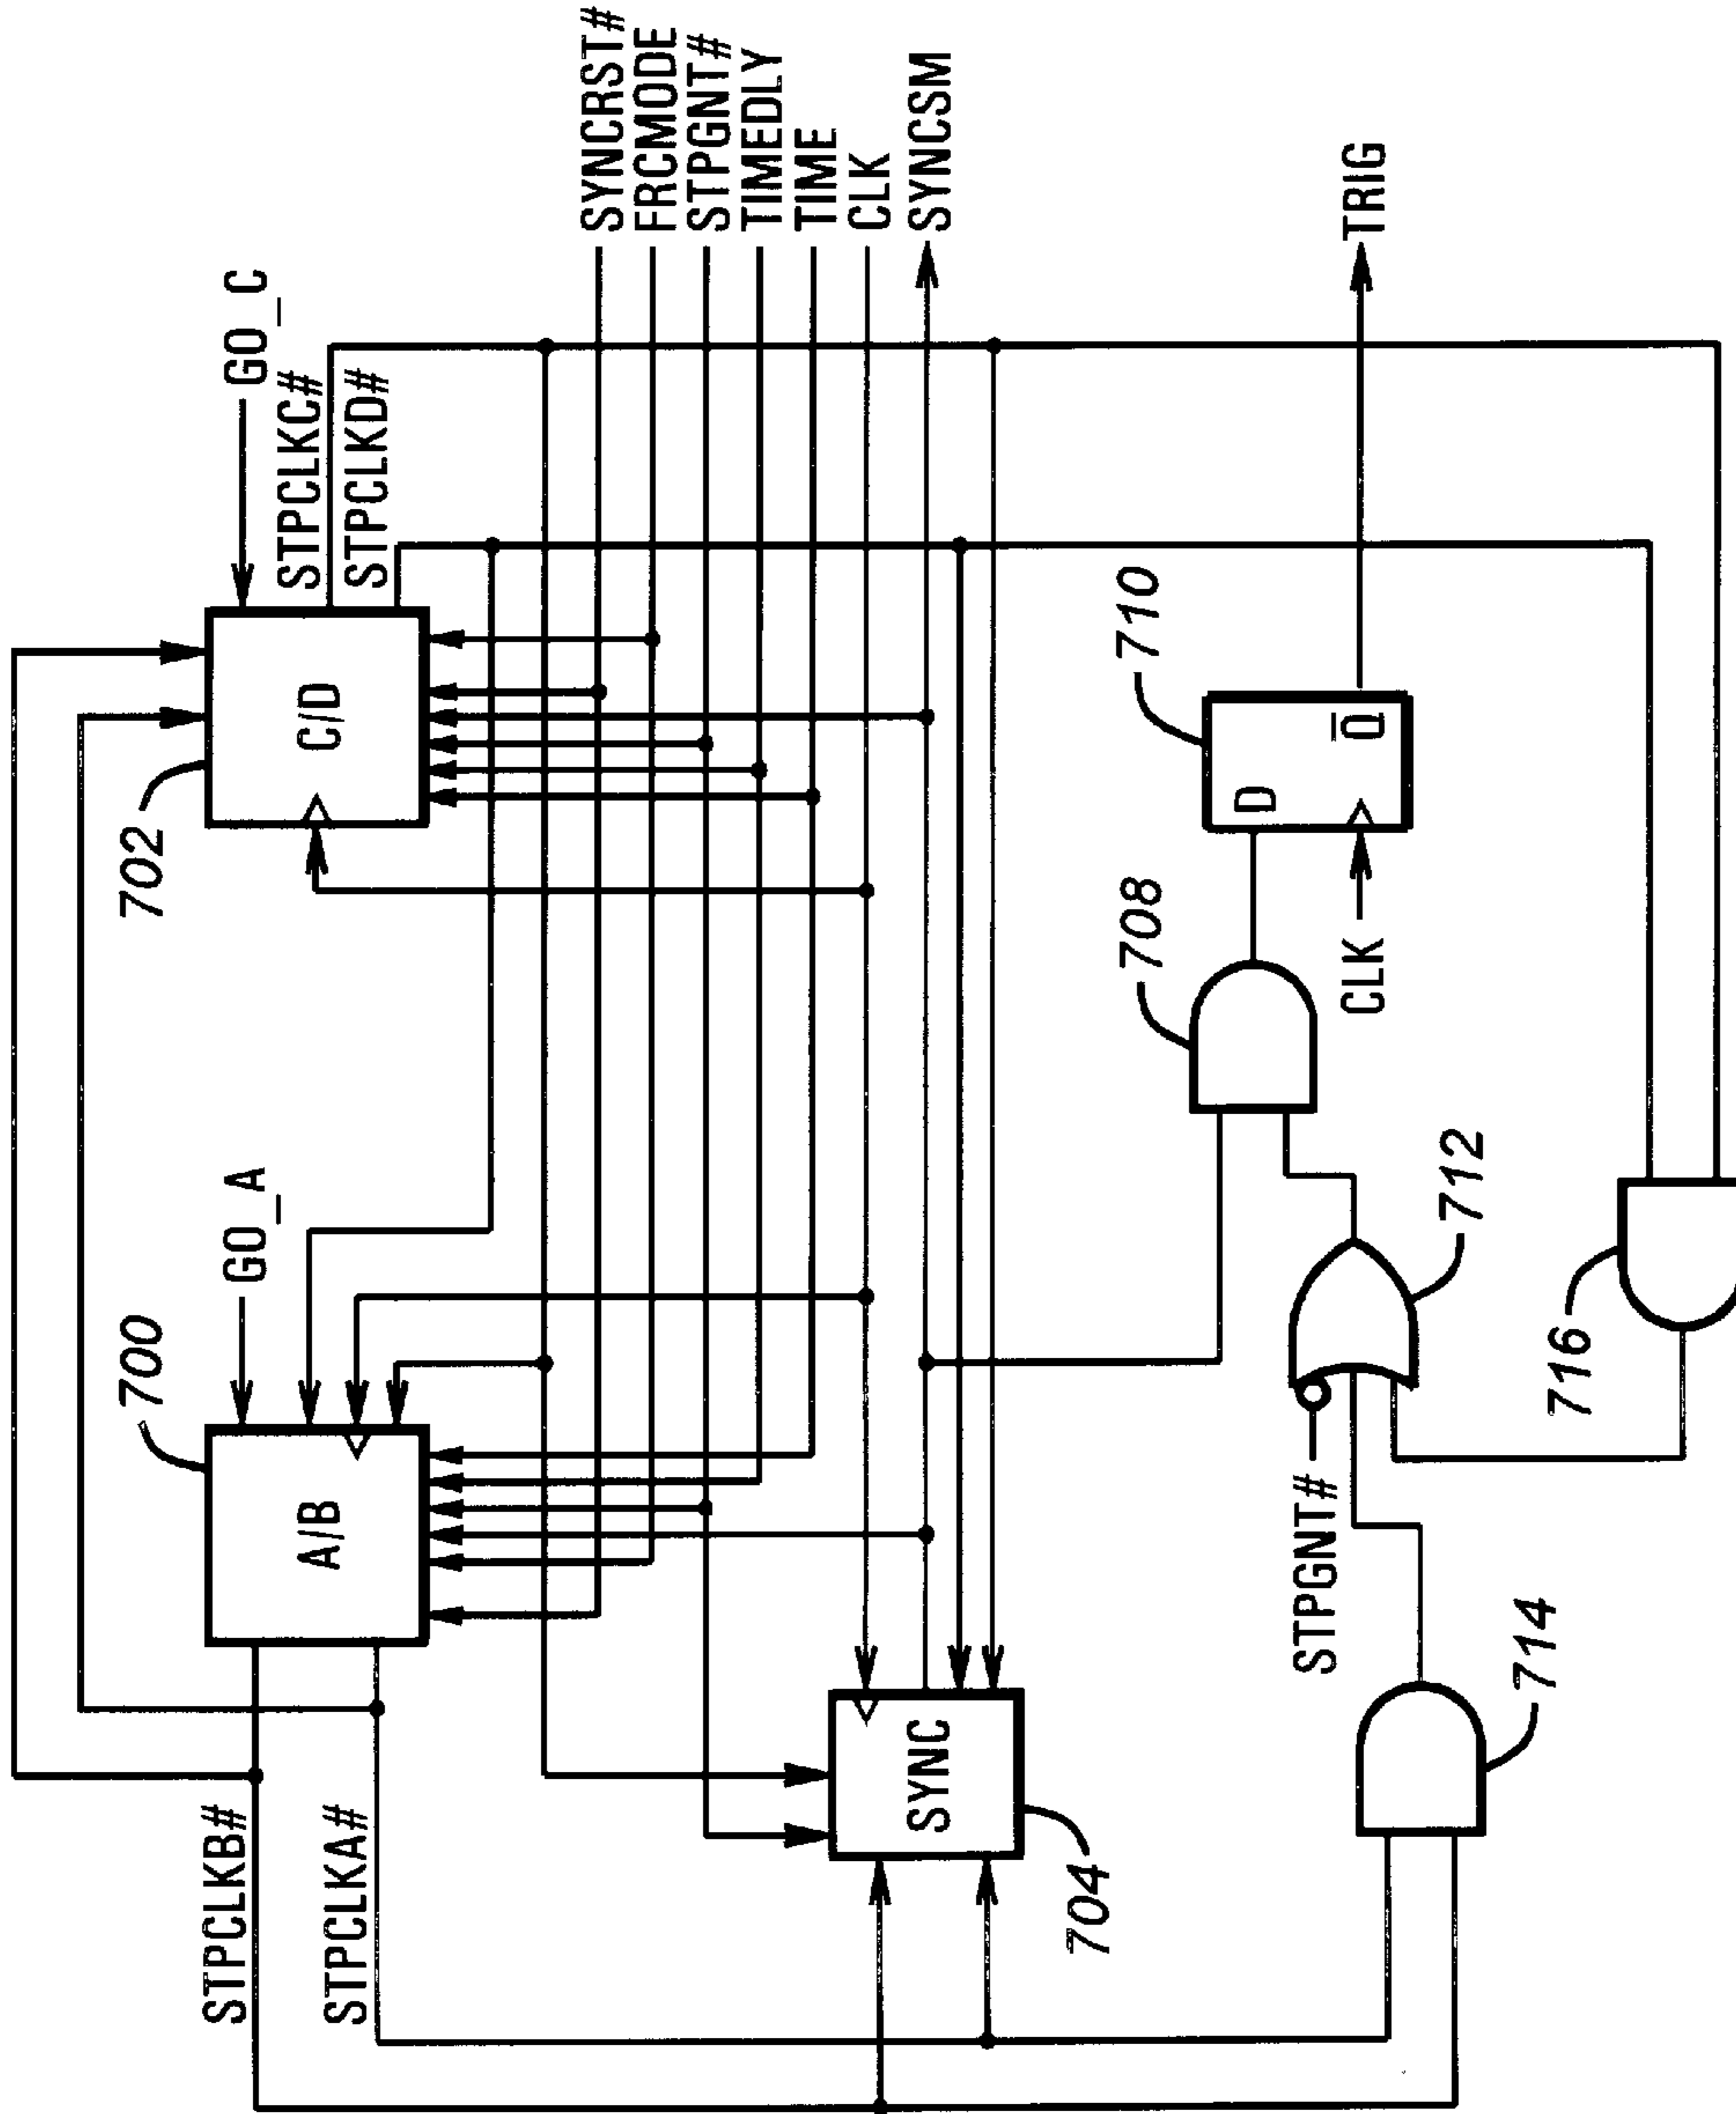 702
C/D
GO_C
STPCLKC#
STPCLKD#
700
A/B
GO_A
STPCLKB#
STPCLKA#
SYNCRST#
FRCMODE
STPGNT#
TIMEDLY
TIME
CLK
SYNCSM
SYNC
704
708
710
D
Q
CLK
TRIG
STPGNT#
712
714
716